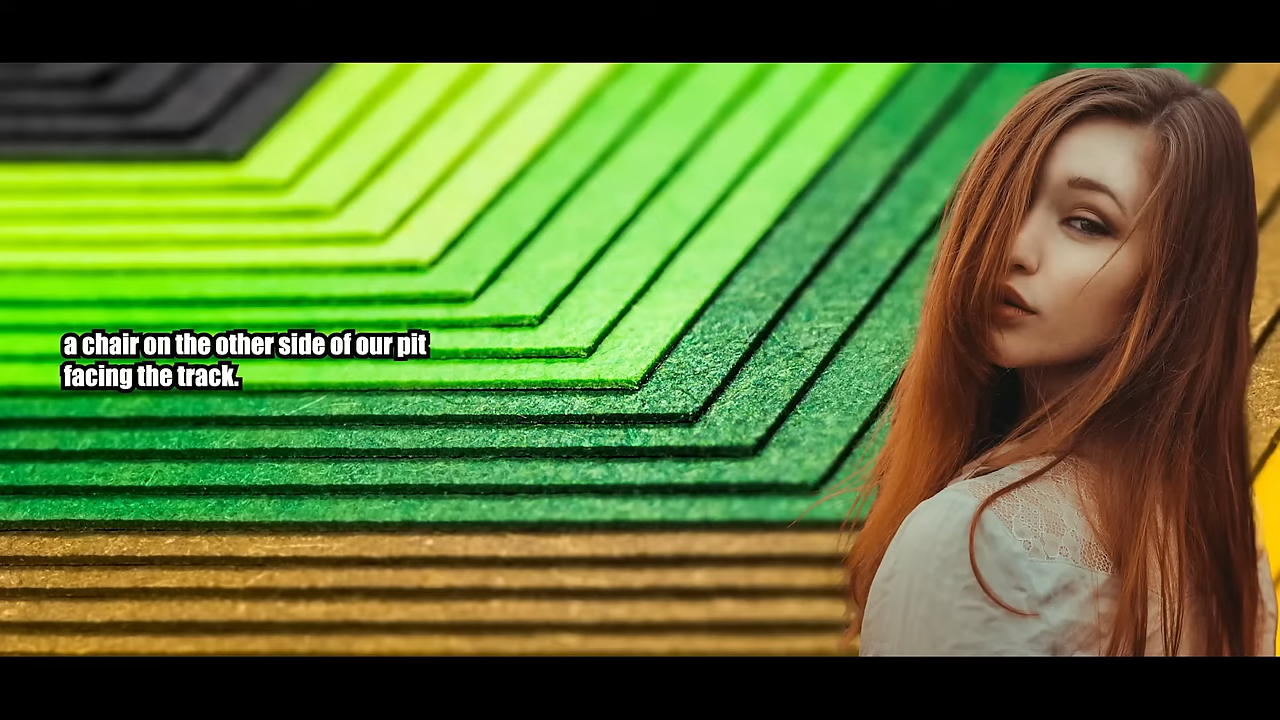 a chair on the other side of our pit
facing the track.